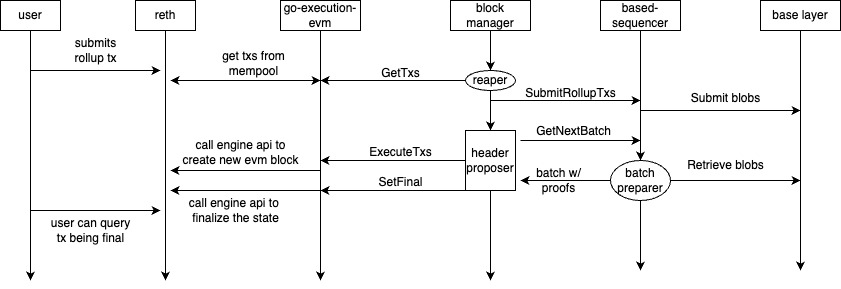 user
reth
go-execution-
evm
block
manager
based-
sequencer
base layer
submits
rollup tx
get txs from
mempool
GetTxs
reaper
SubmitRollupTxs
Submit blobs
GetNextBatch
call engine api to
create new evm block
ExecuteTxs
header
proposer
batch w/
proofs
batch
preparer
Retrieve blobs
SetFinal
call engine api to
finalize the state
user can query
tx being final